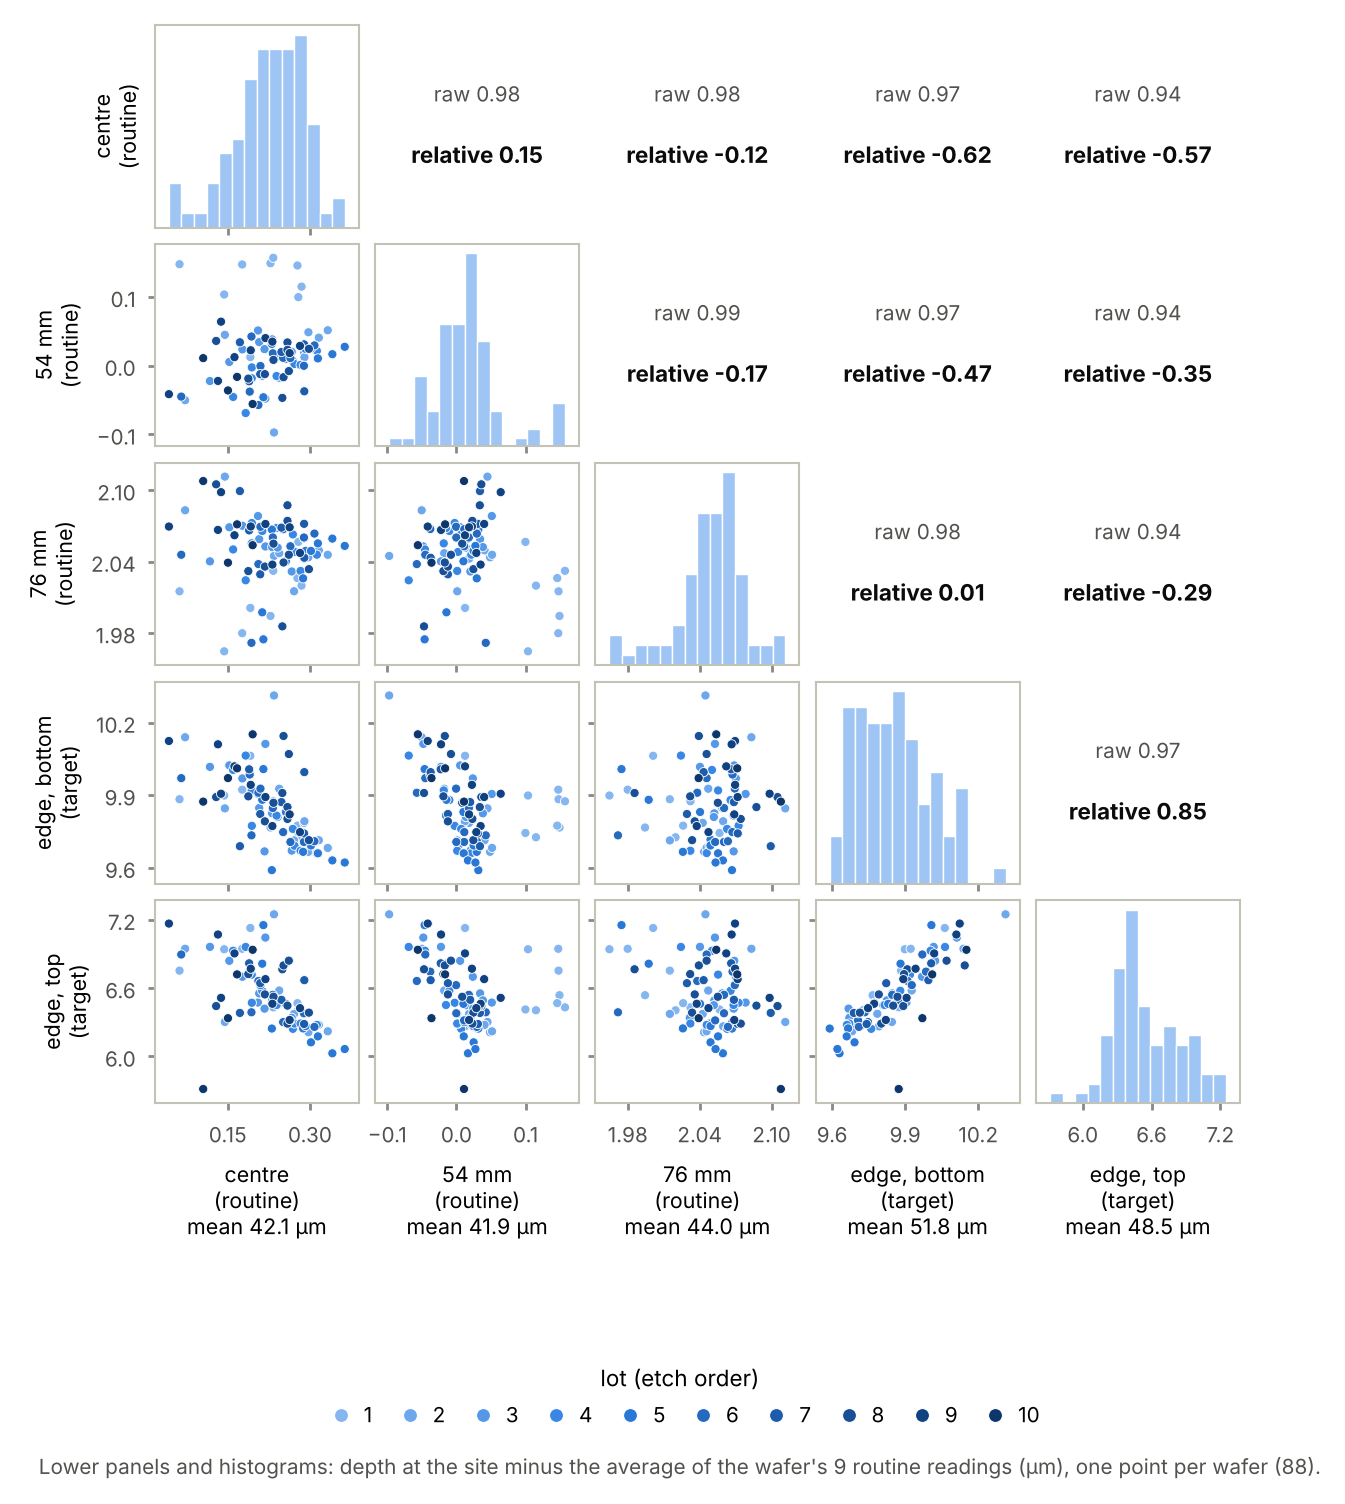 centre
(routine)
raw 0.98
raw 0.98
raw 0.97
raw 0.94
relative 0.15
relative -0.12
relative -0.62
relative -0.57
54 mm
(routine)
0.1
0.0
−0.1
raw 0.99
raw 0.97
raw 0.94
relative -0.17
relative -0.47
relative -0.35
76 mm
(routine)
2.10
2.04
1.98
raw 0.98
raw 0.94
relative 0.01
relative -0.29
edge, bottom
(target)
10.2
9.9
9.6
raw 0.97
relative 0.85
edge, top
(target)
7.2
6.6
6.0
0.15
0.30
−0.1
0.0
0.1
1.98
2.04
2.10
9.6
9.9
10.2
6.0
6.6
7.2
centre
(routine)
mean 42.1 µm
54 mm
(routine)
mean 41.9 µm
76 mm
(routine)
mean 44.0 µm
edge, bottom
(target)
mean 51.8 µm
edge, top
(target)
mean 48.5 µm
lot (etch order)
1 2 3 4 5 6 7 8 9 10
Lower panels and histograms: depth at the site minus the average of the wafer's 9 routine readings (µm), one point per wafer (88).